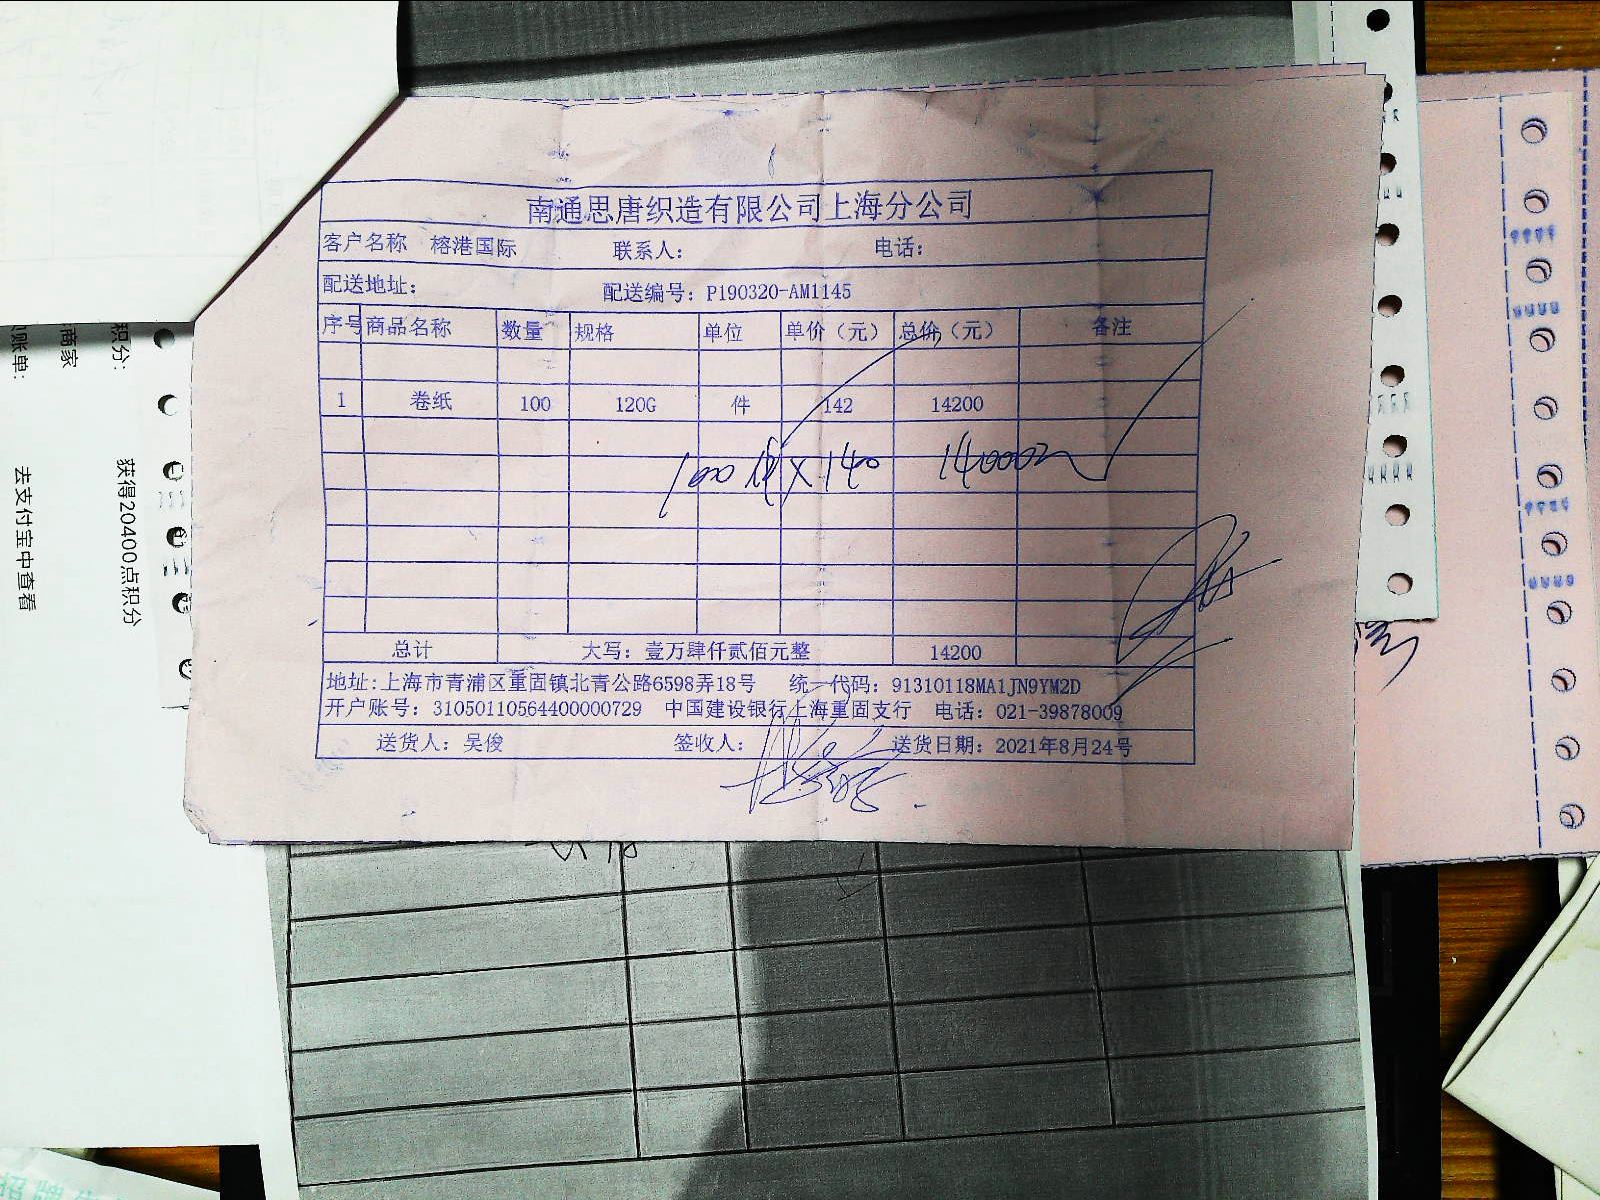 南通思唐织造有限公司上海分公司
客户名称 榕港国际 联系人： 电话：
配送地址： 配送编号：P190320-AM1145
序号 商品名称 数量 规格 单位 单价（元） 总价（元） 备注
1 卷纸 100 120G 件 142 14200
100件×140 14000元
总计 大写：壹万肆仟贰佰元整 14200
地址:上海市青浦区重固镇北青公路6598弄18号 统一代码：91310118MA1JN9YM2D
开户账号：31050110564400000729 中国建设银行上海重固支行 电话：021-39878009
送货人：吴俊 签收人： 送货日期：2021年8月24号
积分： 获得20400点积分
商家
账单： 去支付宝中查看